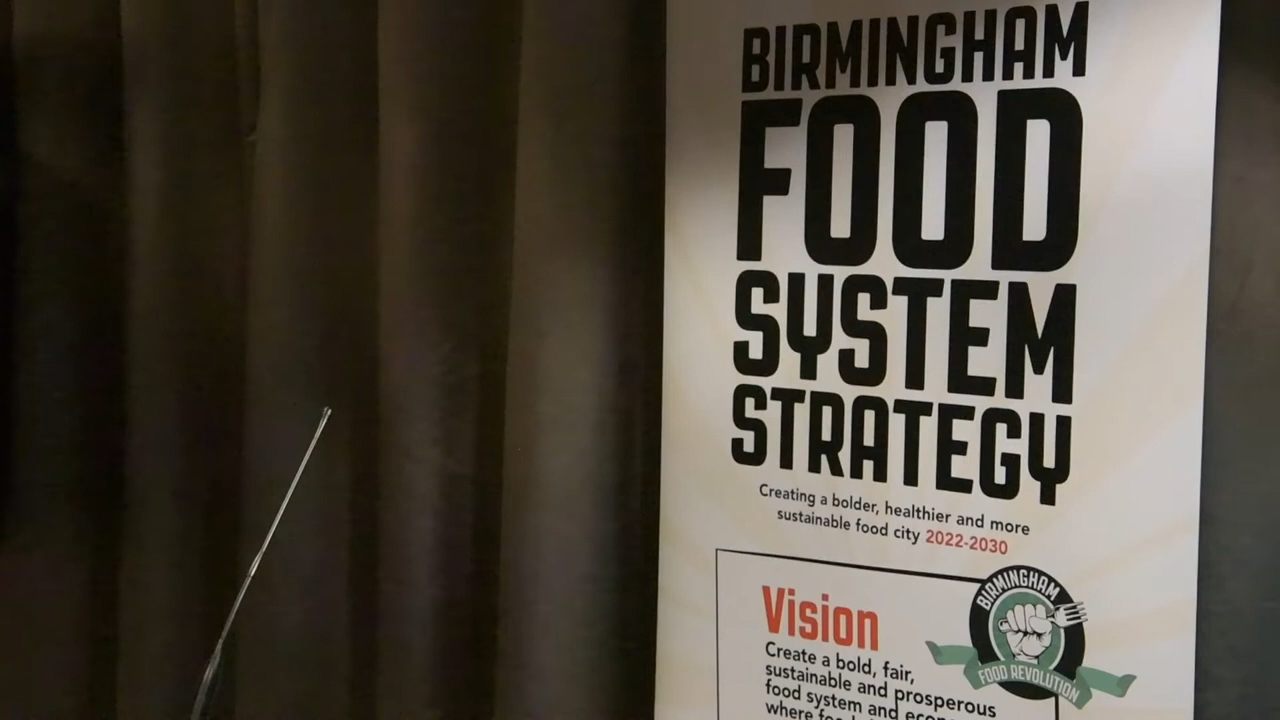 BIRMINGHAM
FOOD
SYSTEM
STRATEGY
Creating a bolder, healthier and more
sustainable food city 2022-2030
BIRMINGHAM
FOOD REVOLUTION
Vision
Create a bold, fair,
sustainable and prosperous
food system and
where